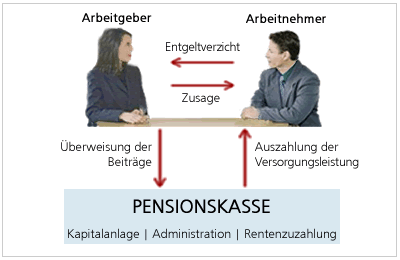 Arbeitgeber
Arbeitnehmer
Entgeltverzicht
Zusage
Überweisung der
Beiträge
Auszahlung der
Versorgungsleistung
PENSIONSKASSE
Kapitalanlage | Administration | Rentenzuzahlung